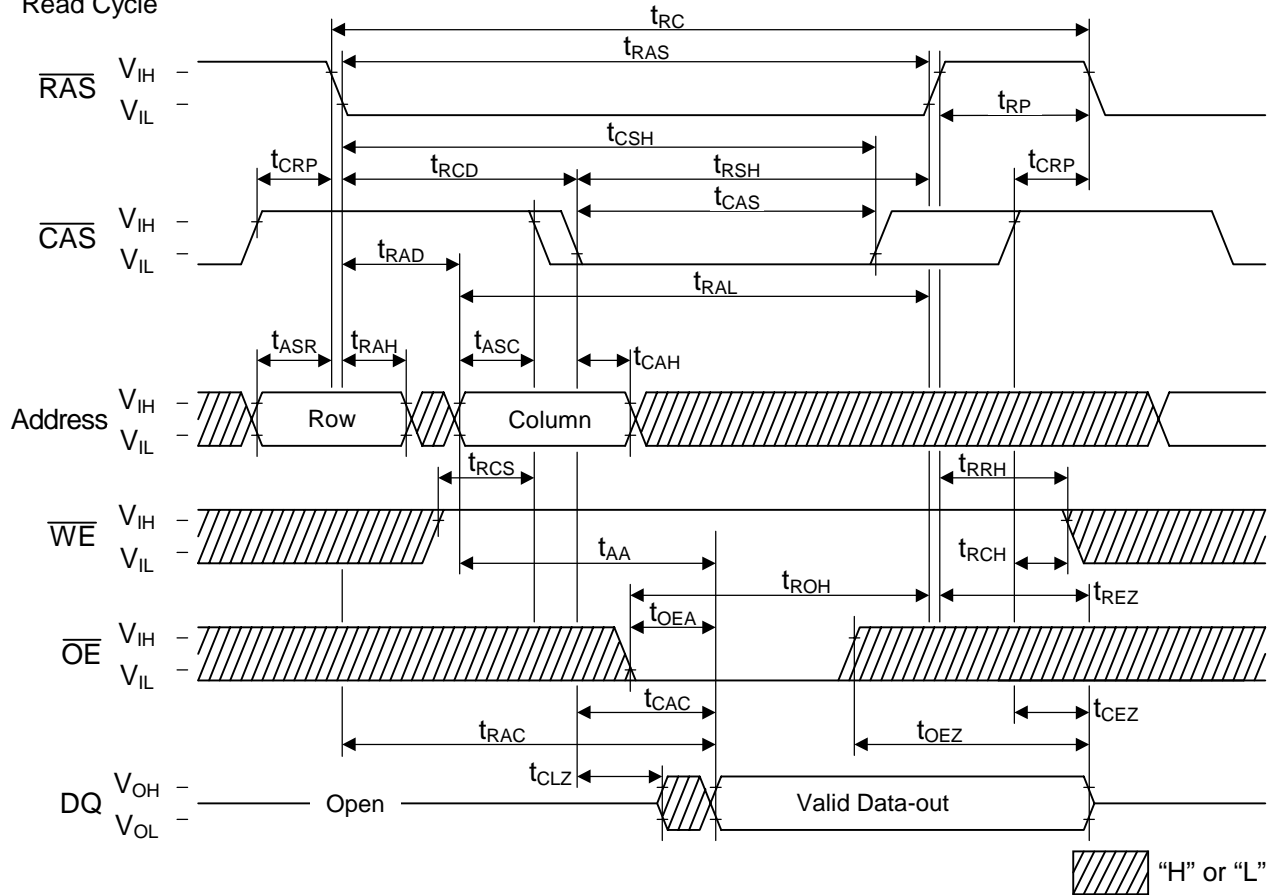 Read Cycle
tRC
tRAS
RAS
VIH
VIL
tRP
tCSH
tCRP
tRCD
tRSH
tCRP
tCAS
CAS
VIH
VIL
tRAD
tRAL
tASR
tRAH
tASC
tCAH
Address
VIH
VIL
Row
Column
tRCS
tRRH
WE
VIH
VIL
tAA
tRCH
tROH
tREZ
tOEA
OE
VIH
VIL
tCAC
tCEZ
tRAC
tOEZ
tCLZ
DQ
VOH
VOL
Open
Valid Data-out
“H” or “L”